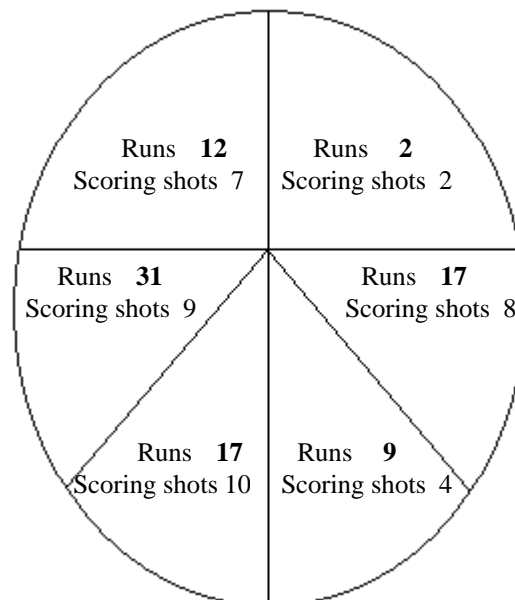 Runs 12
Scoring shots 7
Runs 2
Scoring shots 2
Runs 31
Scoring shots 9
Runs 17
Scoring shots 8
Runs 17
Scoring shots 10
Runs 9
Scoring shots 4